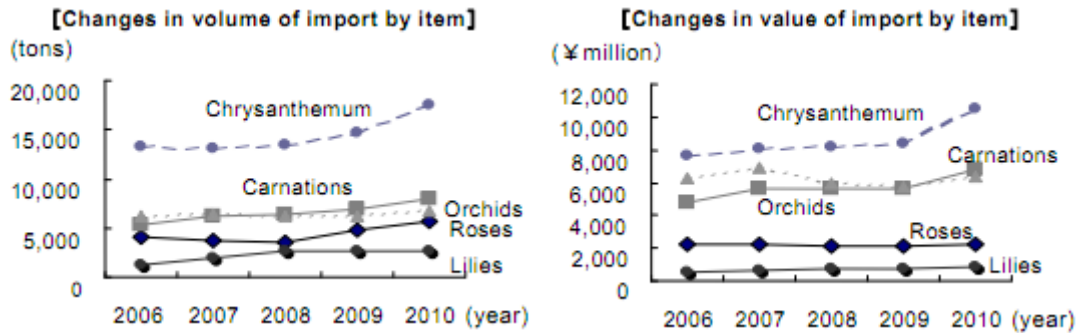 [Changes in volume of import by item]
(tons)
20,000
15,000
10,000
5,000
0
Chrysanthemum
Carnations
Orchids
Roses
Lilies
2006 2007 2008 2009 2010 (year)
[Changes in value of import by item]
(¥million)
12,000
10,000
8,000
6,000
4,000
2,000
0
Chrysanthemum
Carnations
Orchids
Roses
Lilies
2006 2007 2008 2009 2010 (year)